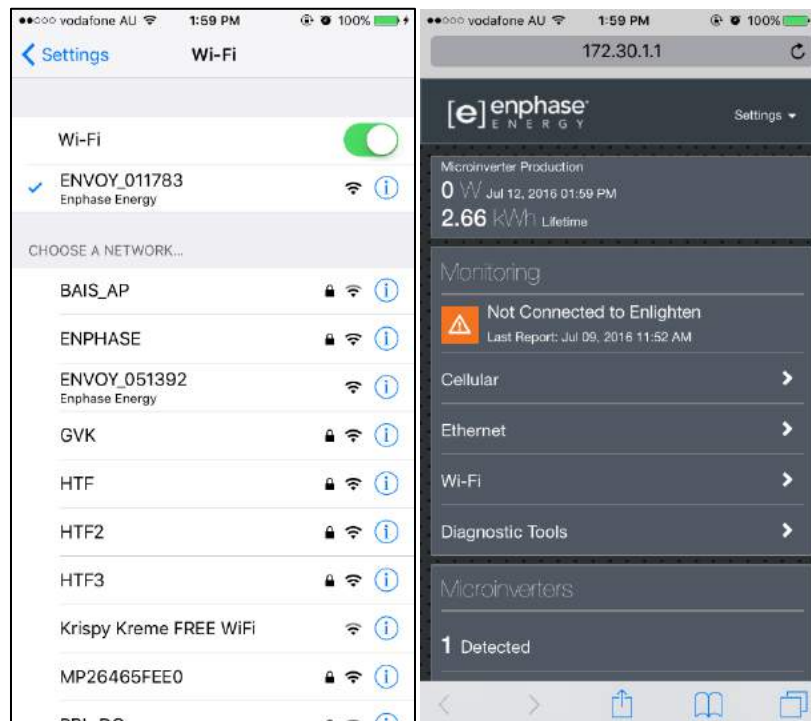 vodafone AU 1:59 PM 100%
Settings Wi-Fi
Wi-Fi
ENVOY_011783
Enphase Energy
CHOOSE A NETWORK...
BAIS_AP
ENPHASE
ENVOY_051392
Enphase Energy
GVK
HTF
HTF2
HTF3
Krispy Kreme FREE WiFi
MP26465FEE0
vodafone AU 1:59 PM 100%
172.30.1.1
[e] enphase
ENERGY
Settings
Microinverter Production
0 W Jul 12, 2016 01:59 PM
2.66 kWh Lifetime
Monitoring
Not Connected to Enlighten
Last Report: Jul 09, 2016 11:52 AM
Cellular
Ethernet
Wi-Fi
Diagnostic Tools
Microinverters
1 Detected